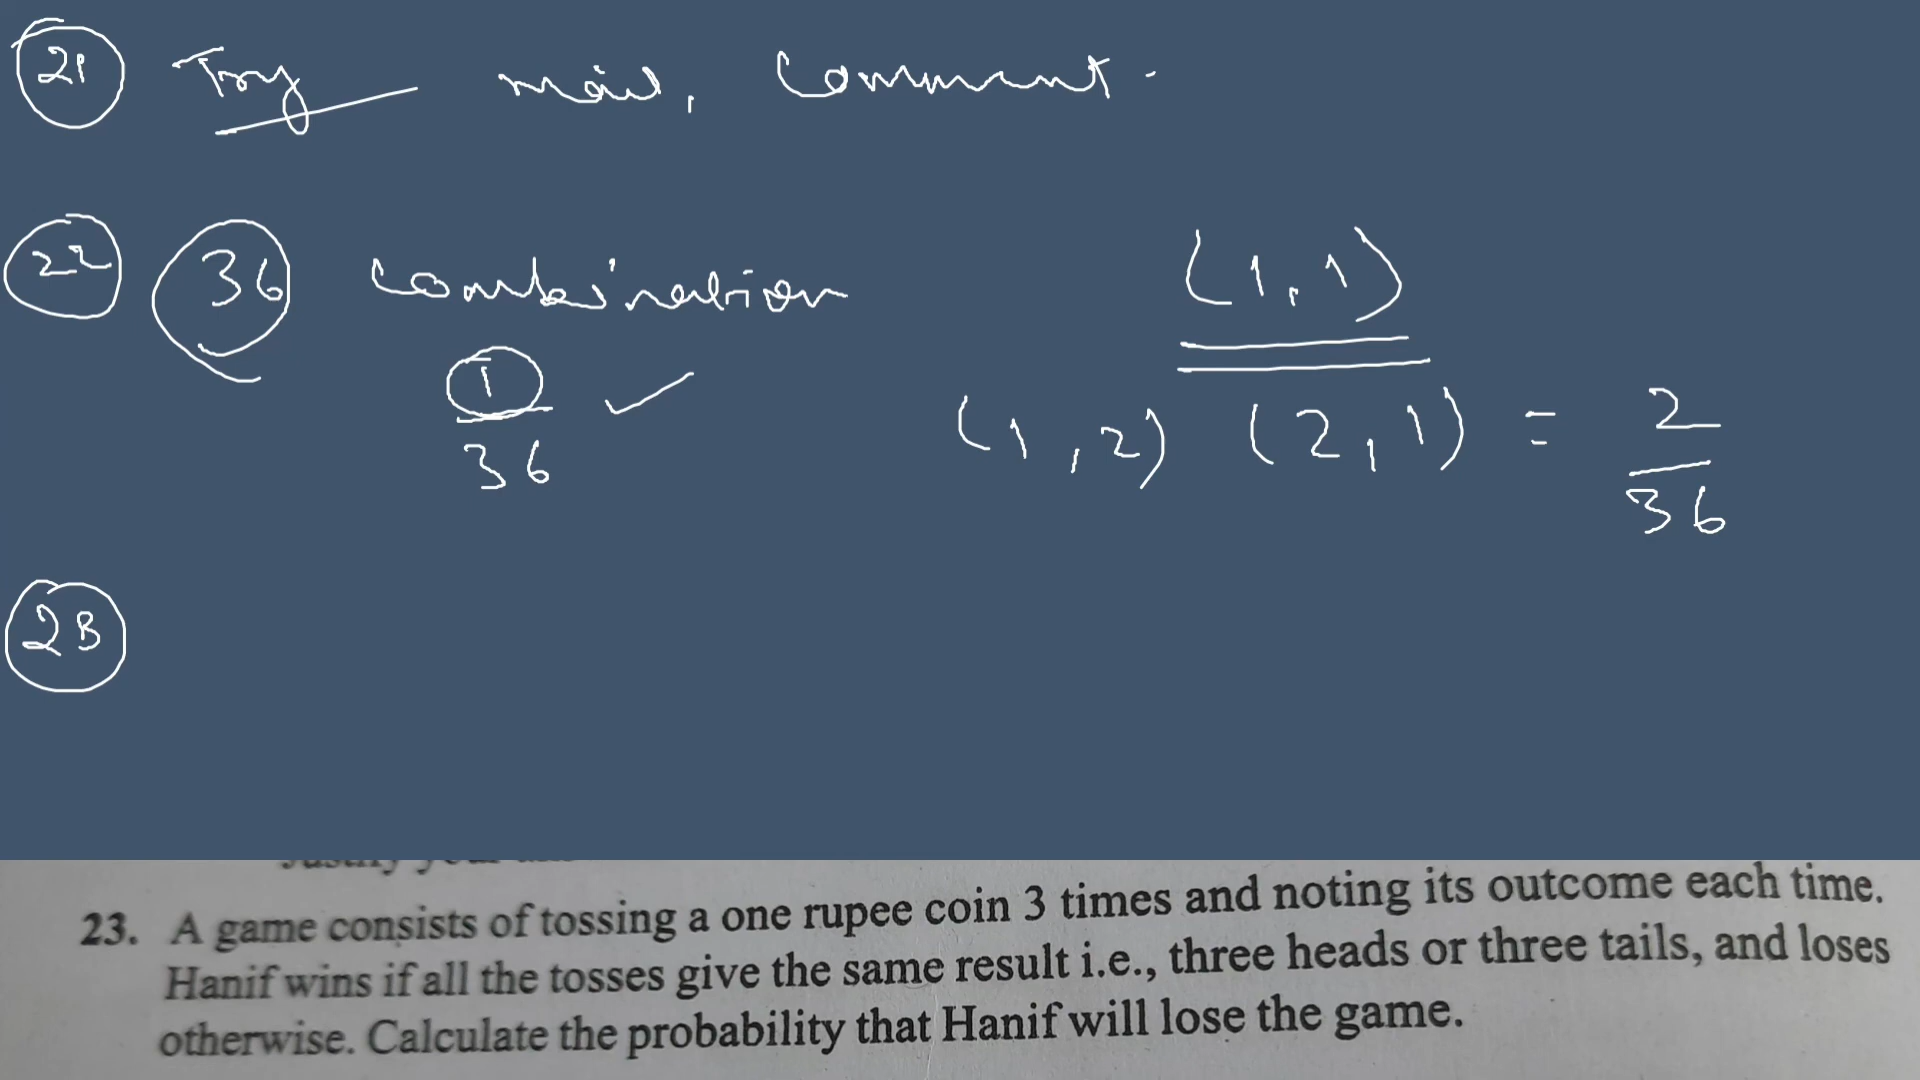 21 Try mail, Comment.
22 36 combination (1,1)
1/36 (1,2) (2,1) = 2/36
23
23. A game consists of tossing a one rupee coin 3 times and noting its outcome each time.
Hanif wins if all the tosses give the same result i.e., three heads or three tails, and loses
otherwise. Calculate the probability that Hanif will lose the game.